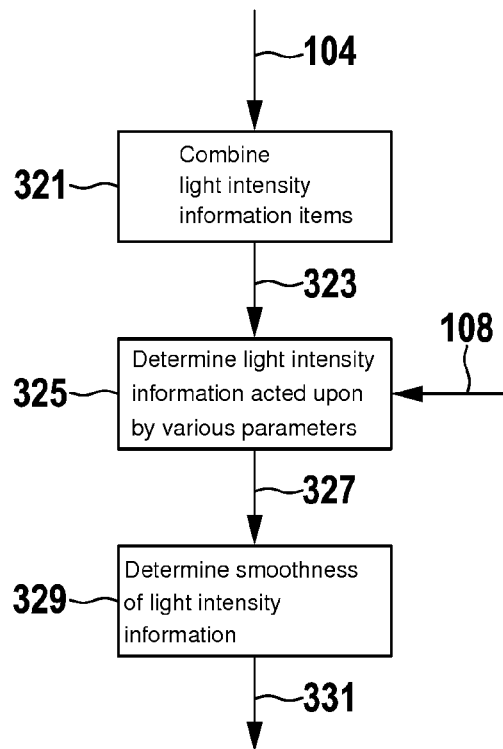 104
321
Combine
light intensity
information items
323
108
325
Determine light intensity
information acted upon
by various parameters
327
329
Determine smoothness
of light intensity
information
331